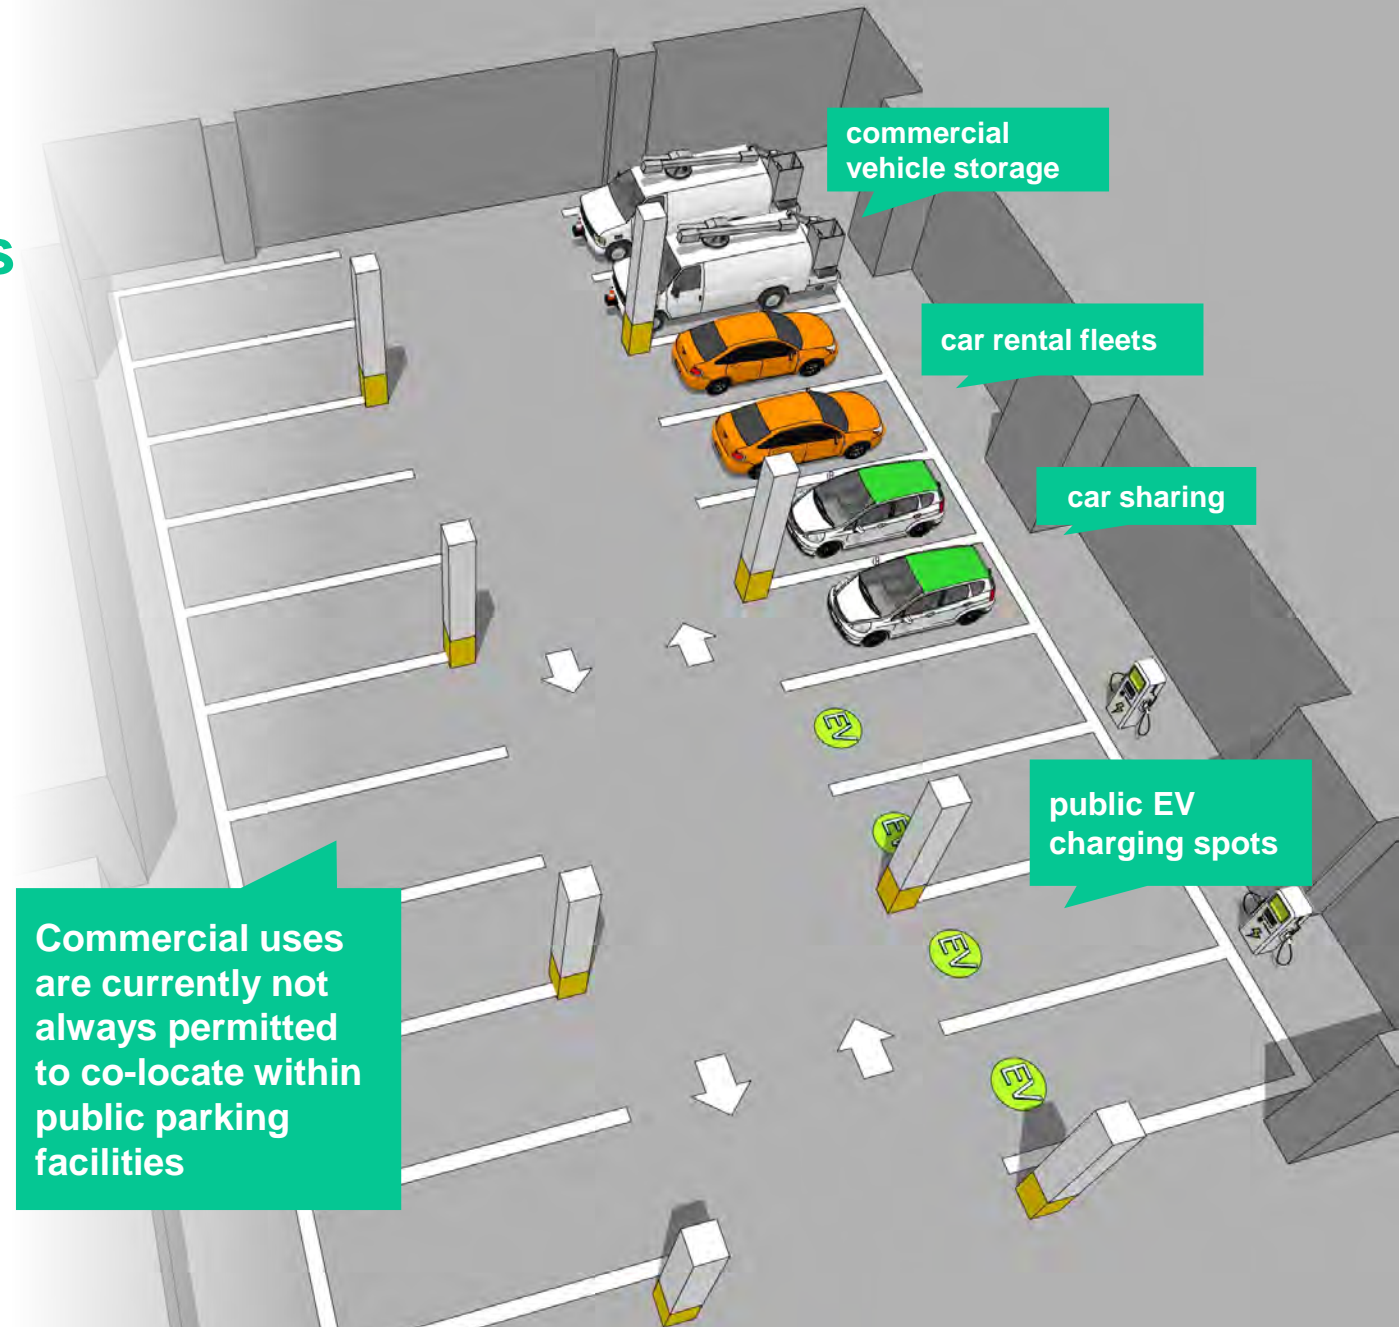 commercial
vehicle storage
s
car rental fleets
car sharing
EV
public EV
charging spots
EV
Commercial uses
are currently not
always permitted
to co-locate within
public parking
facilities
EV
EV